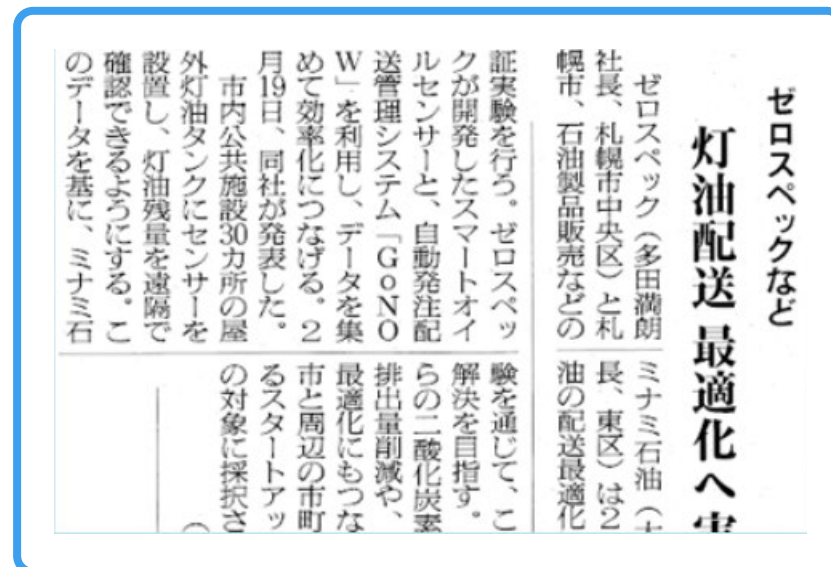 ゼロスペックなど
灯油配送 最適化へ
ゼロスペック（多田満朗
社長、札幌市中央区）と札
幌市、石油製品販売などの
ミナミ石油（
長、東区）は2
油の配送最適化
証実験を行う。ゼロスペッ
クが開発したスマートオイ
ルセンサーと、自動発注配
送管理システム「GoNO
W」を利用し、データを集
めて効率化につなげる。2
月19日、同社が発表した。
市内公共施設30カ所の屋
外灯油タンクにセンサーを
設置し、灯油残量を遠隔で
確認できるようにする。こ
のデータを基に、ミナミ石
験を通じて、こ
解決を目指す。
らの二酸化炭素
排出量削減や、
最適化にもつな
市と周辺の市町
るスタートアッ
の対象に採択さ
（